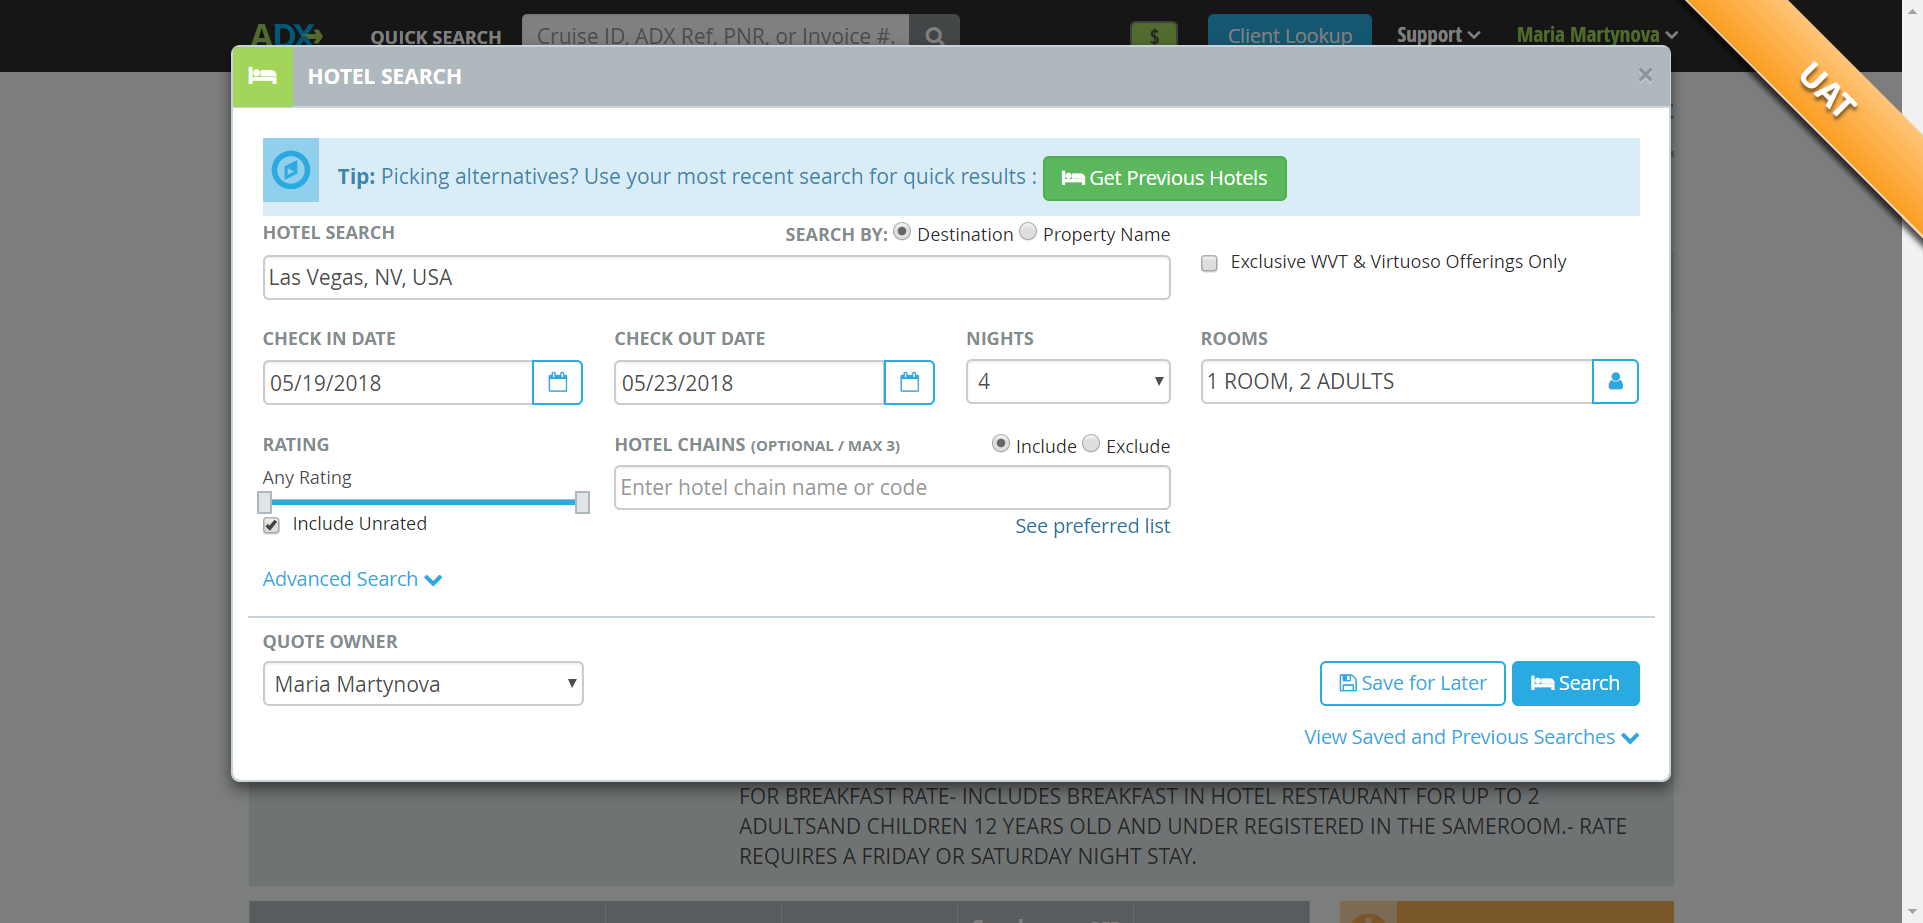 ADX
QUICK SEARCH
Cruise ID, ADX Ref, PNR, or Invoice #.
$
Client Lookup
Support
Maria Martynova
UAT
HOTEL SEARCH
×
Tip: Picking alternatives? Use your most recent search for quick results :
Get Previous Hotels
HOTEL SEARCH
SEARCH BY: Destination Property Name
Las Vegas, NV, USA
Exclusive WVT & Virtuoso Offerings Only
CHECK IN DATE
CHECK OUT DATE
NIGHTS
ROOMS
05/19/2018
05/23/2018
4
1 ROOM, 2 ADULTS
RATING
HOTEL CHAINS (OPTIONAL / MAX 3)
Include Exclude
Any Rating
Enter hotel chain name or code
Include Unrated
See preferred list
Advanced Search
QUOTE OWNER
Maria Martynova
Save for Later
Search
View Saved and Previous Searches
FOR BREAKFAST RATE- INCLUDES BREAKFAST IN HOTEL RESTAURANT FOR UP TO 2
ADULTSAND CHILDREN 12 YEARS OLD AND UNDER REGISTERED IN THE SAMEROOM.- RATE
REQUIRES A FRIDAY OR SATURDAY NIGHT STAY.